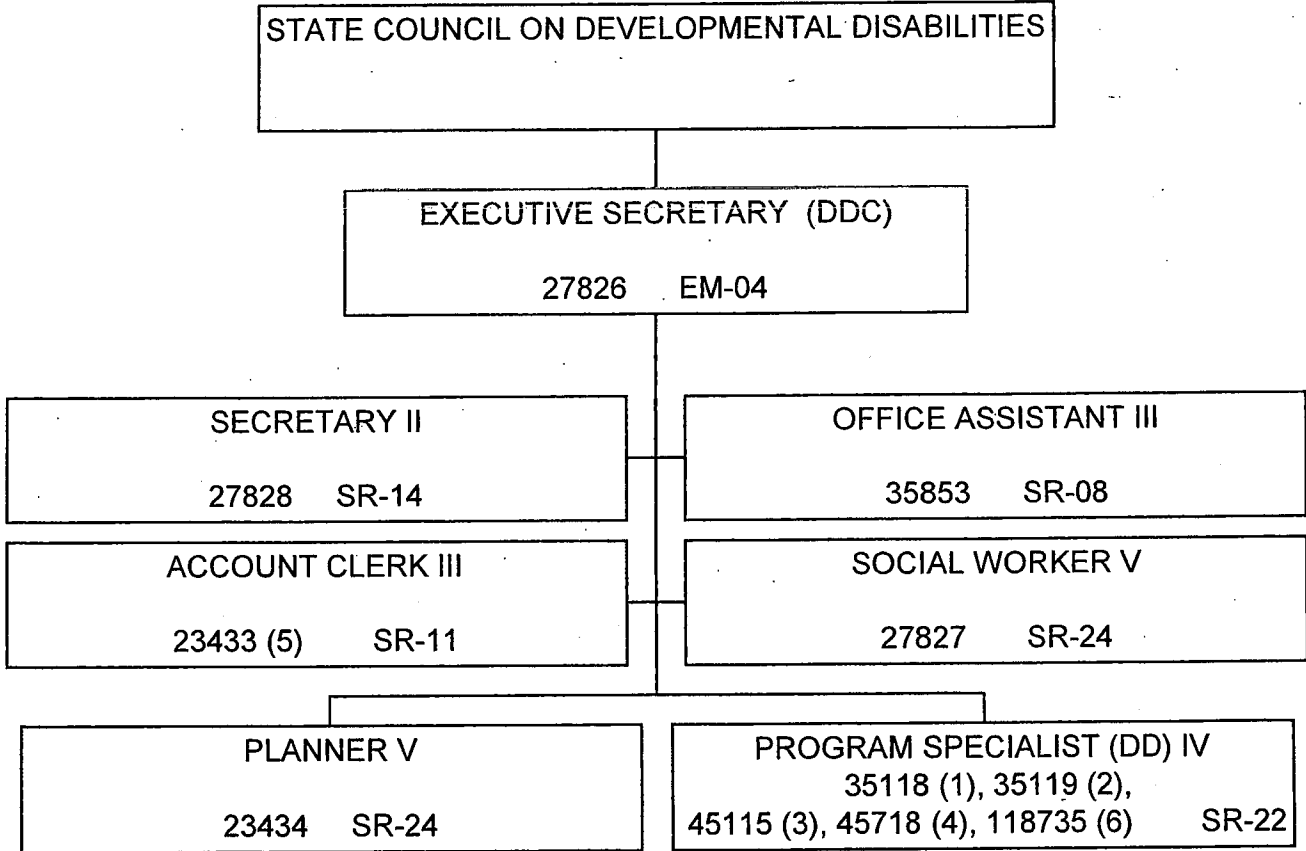 STATE COUNCIL ON DEVELOPMENTAL DISABILITIES
EXECUTIVE SECRETARY (DDC)
27826 EM-04
SECRETARY II
27828 SR-14
OFFICE ASSISTANT III
35853 SR-08
ACCOUNT CLERK III
23433 (5) SR-11
SOCIAL WORKER V
27827 SR-24
PLANNER V
23434 SR-24
PROGRAM SPECIALIST (DD) IV
35118 (1), 35119 (2),
45115 (3), 45718 (4), 118735 (6) SR-22